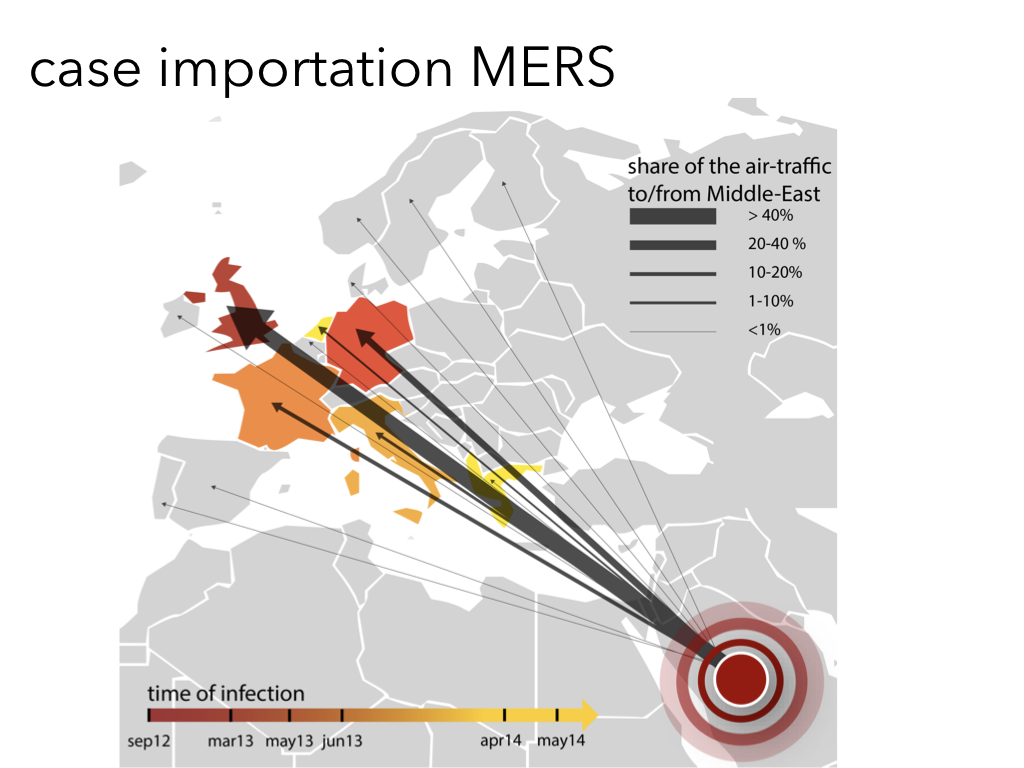 case importation MERS
share of the air-traffic
to/from Middle-East
> 40%
20-40 %
10-20%
1-10%
<1%
time of infection
sep12 mar13 may13 jun13 apr14 may14